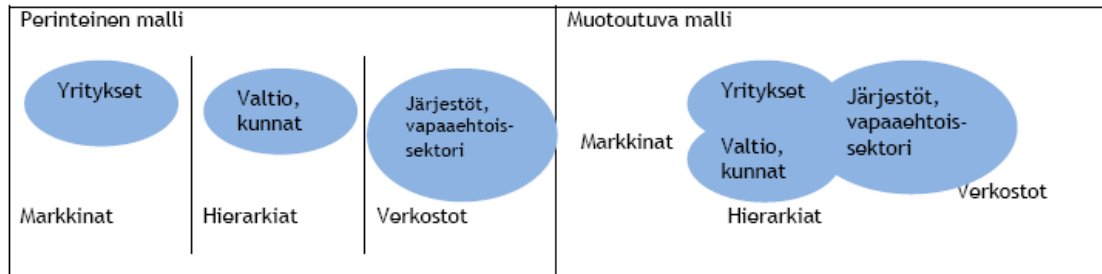 Perinteinen malli
Yritykset
Valtio,
kunnat
Järjestöt,
vapaaehtois-
sektori
Markkinat
Hierarkiat
Verkostot
Muotoutuva malli
Yritykset
Järjestöt,
vapaaehtois-
sektori
Markkinat
Valtio,
kunnat
Verkostot
Hierarkiat